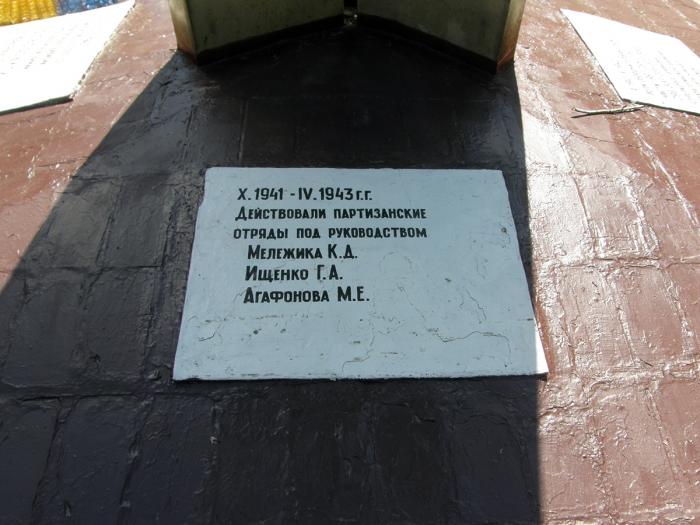 X. 1941 - IV. 1943 г.г.
Действовали партизанские
отряды под руководством
Мележика К.Д.
Ищенко Г.А.
Агафонова М.Е.